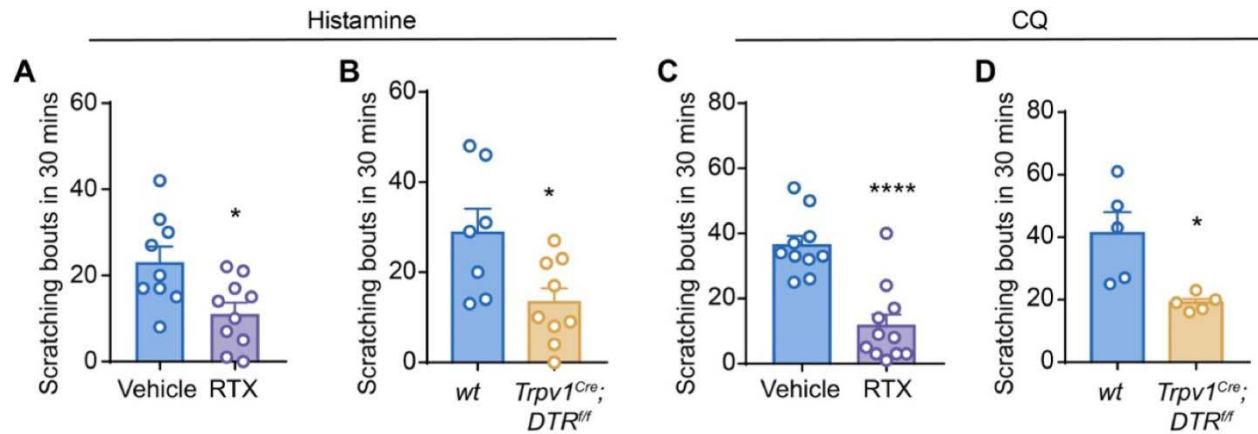 Histamine
CQ
A
Scratching bouts in 30 mins
60
40
20
0
*
Vehicle
RTX
B
Scratching bouts in 30 mins
60
40
20
0
*
wt
Trpv1Cre;
DTRf/f
C
Scratching bouts in 30 mins
80
60
40
20
0
****
Vehicle
RTX
D
Scratching bouts in 30 mins
80
60
40
20
0
*
wt
Trpv1Cre;
DTRf/f